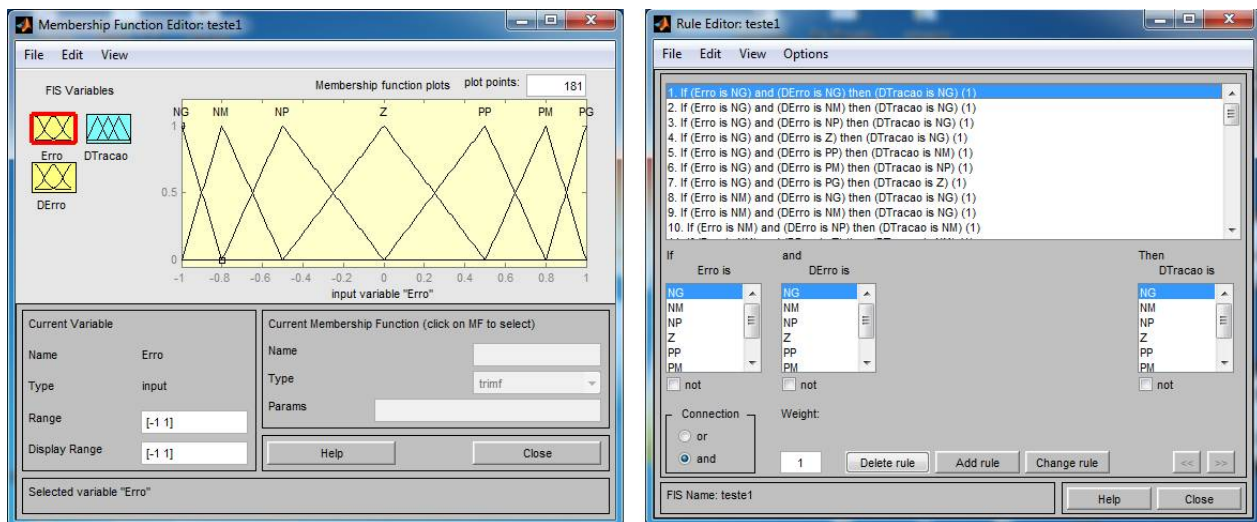 Membership Function Editor: teste1
File Edit View
FIS Variables
Membership function plots plot points: 181
NG NM NP Z PP PM PG
Erro DTracao
DErro
1
0.5
0
-1 -0.8 -0.6 -0.4 -0.2 0 0.2 0.4 0.6 0.8 1
input variable "Erro"
Current Variable
Name Erro
Type input
Range [-1 1]
Display Range [-1 1]
Current Membership Function (click on MF to select)
Name
Type trimf
Params
Help Close
Selected variable "Erro"
Rule Editor: teste1
File Edit View Options
1. If (Erro is NG) and (DErro is NG) then (DTracao is NG) (1)
2. If (Erro is NG) and (DErro is NM) then (DTracao is NG) (1)
3. If (Erro is NG) and (DErro is NP) then (DTracao is NG) (1)
4. If (Erro is NG) and (DErro is Z) then (DTracao is NG) (1)
5. If (Erro is NG) and (DErro is PP) then (DTracao is NM) (1)
6. If (Erro is NG) and (DErro is PM) then (DTracao is NP) (1)
7. If (Erro is NG) and (DErro is PG) then (DTracao is Z) (1)
8. If (Erro is NM) and (DErro is NG) then (DTracao is NG) (1)
9. If (Erro is NM) and (DErro is NM) then (DTracao is NG) (1)
10. If (Erro is NM) and (DErro is NP) then (DTracao is NM) (1)
If and Then
Erro is DErro is DTracao is
NG NG NG
NM NM NM
NP NP NP
Z Z Z
PP PP PP
PM PM PM
not not not
Connection Weight:
or
and 1 Delete rule Add rule Change rule << >>
FIS Name: teste1 Help Close